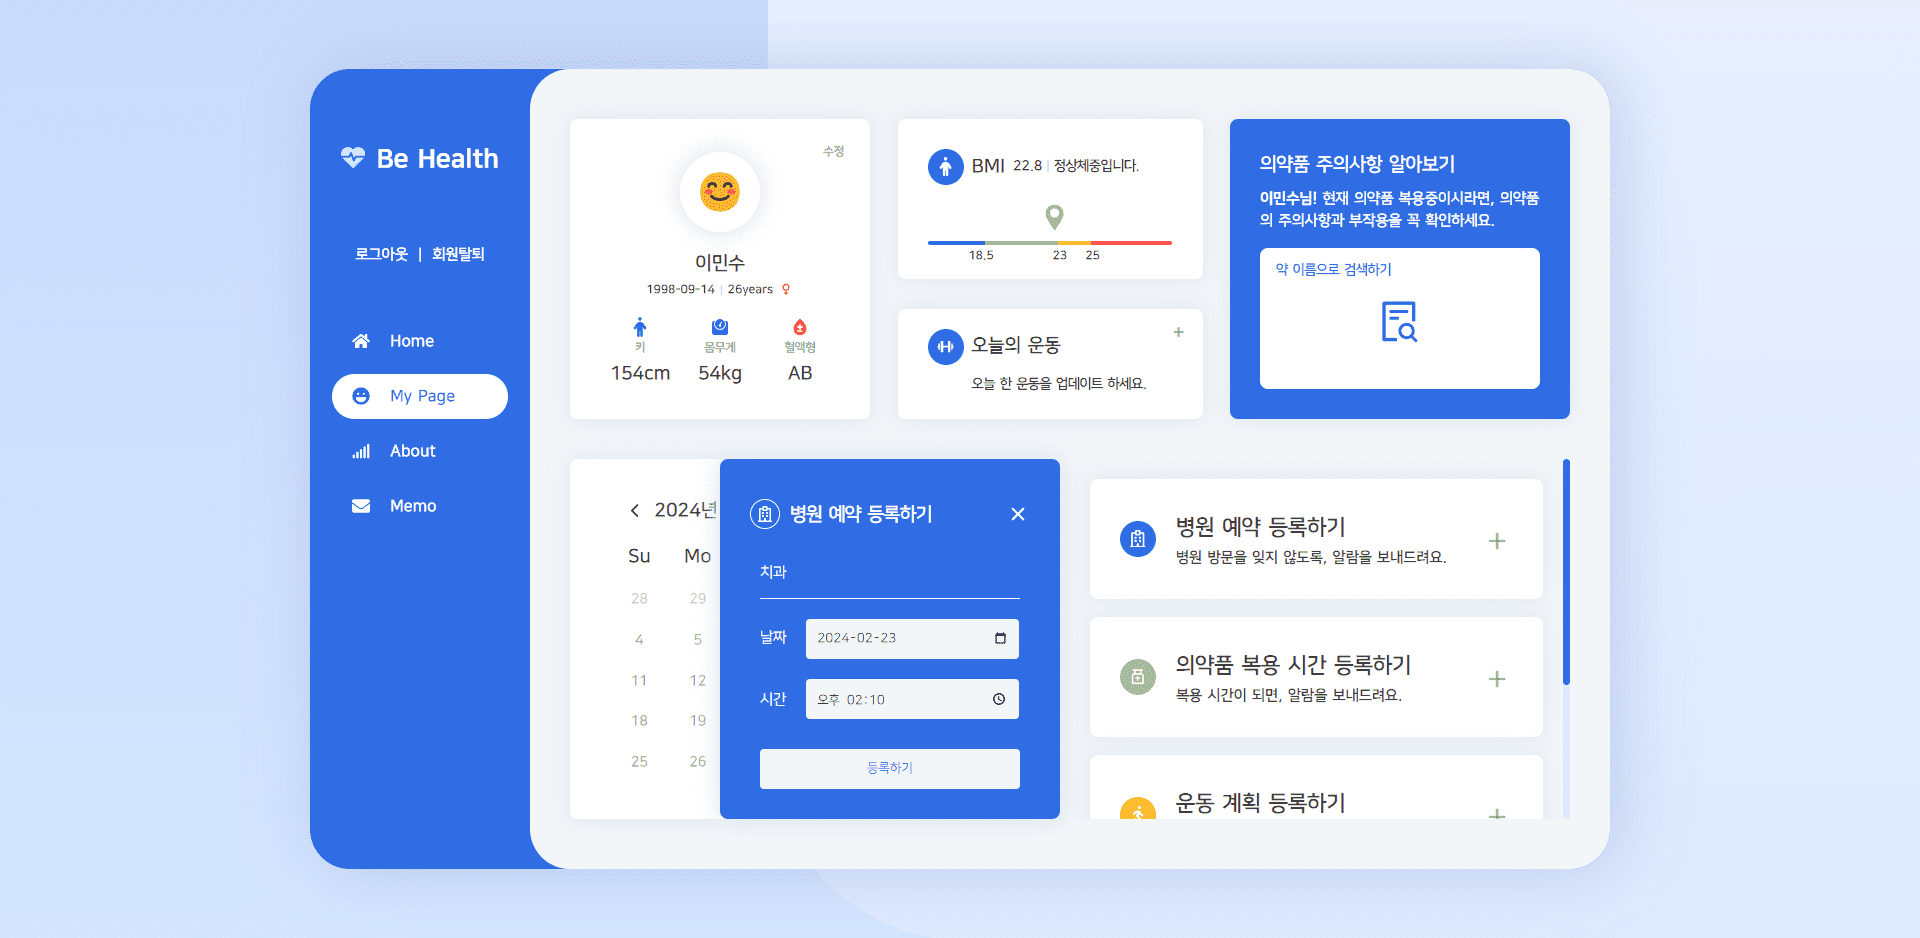 Be Health
로그아웃 | 회원탈퇴
Home
My Page
About
Memo
수정
이민수
1998-09-14 | 26years
키
몸무게
혈액형
154cm
54kg
AB
BMI 22.8 | 정상체중입니다.
18.5
23
25
오늘의 운동
+
오늘 한 운동을 업데이트 하세요.
의약품 주의사항 알아보기
이민수님! 현재 의약품 복용중이시라면, 의약품
의 주의사항과 부작용을 꼭 확인하세요.
약 이름으로 검색하기
2024년
Su Mo
28 29
4 5
11 12
18 19
25 26
병원 예약 등록하기
치과
날짜 2024-02-23
시간 오후 02:10
등록하기
병원 예약 등록하기
병원 방문을 잊지 않도록, 알람을 보내드려요.
+
의약품 복용 시간 등록하기
복용 시간이 되면, 알람을 보내드려요.
+
운동 계획 등록하기
+